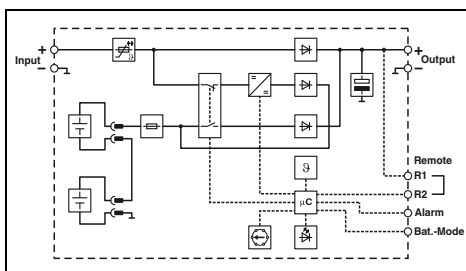 + +
Input Output
– –
ϑ
= =
Remote
R1
ϑ
R2
µC
Alarm
Bat.-Mode